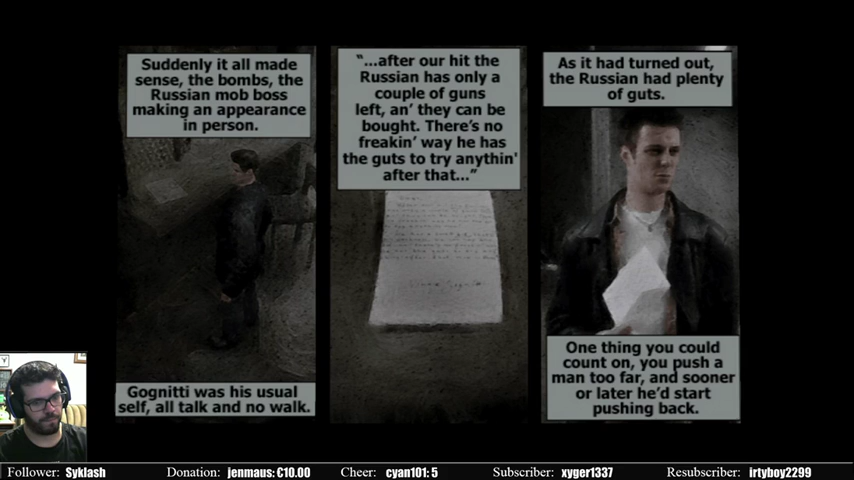 Suddenly it all made
sense, the bombs, the
Russian mob boss
making an appearance
in person.
Gognitti was his usual
self, all talk and no walk.
"...after our hit the
Russian has only a
couple of guns
left, an' they can be
bought. There's no
freakin' way he has
the guts to try anythin'
after that..."
As it had turned out,
the Russian had plenty
of guts.
One thing you could
count on, you push a
man too far, and sooner
or later he'd start
pushing back.
Follower: Syklash Donation: jenmaus: €10.00 Cheer: cyan101: 5 Subscriber: xyger1337 Resubscriber: irtyboy2299